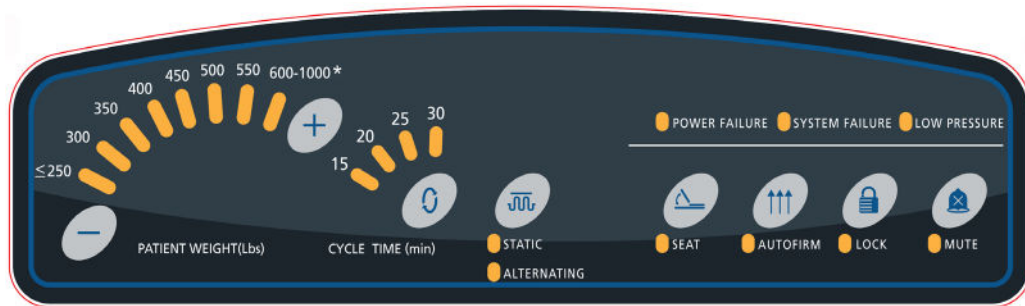 ≤250
300
350
400
450
500
550
600-1000*
+
−
PATIENT WEIGHT(Lbs)
15
20
25
30
CYCLE TIME (min)
STATIC
ALTERNATING
POWER FAILURE SYSTEM FAILURE LOW PRESSURE
SEAT AUTOFIRM LOCK MUTE